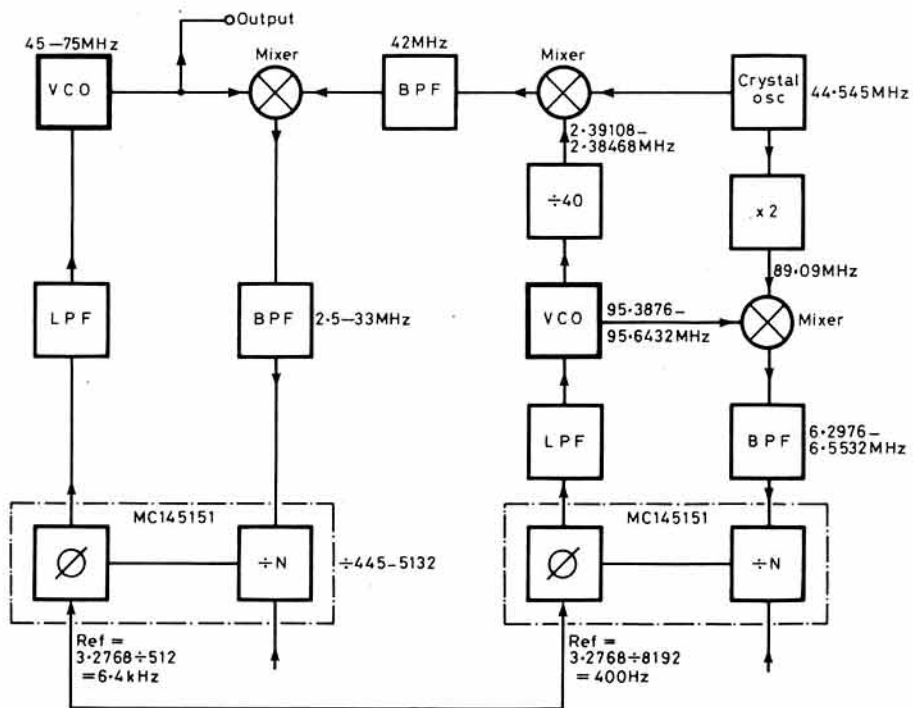 Output
45–75MHz
VCO
Mixer
42MHz
BPF
Mixer
Crystal
osc
44·545MHz
2·39108–
2·38468MHz
÷40
x2
89·09MHz
LPF
BPF
2·5–33MHz
VCO
95·3876–
95·6432MHz
Mixer
LPF
BPF
6·2976–
6·5532MHz
MC145151
Ø
÷N
÷445–5132
MC145151
Ø
÷N
Ref =
3·2768÷512
=6·4kHz
Ref =
3·2768÷8192
= 400Hz